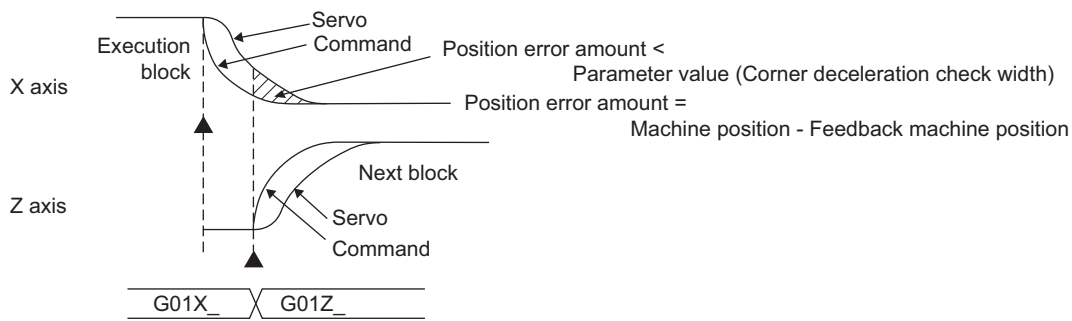 Servo
Command
Execution
block
Position error amount <
Parameter value (Corner deceleration check width)
X axis
Position error amount =
Machine position - Feedback machine position
Next block
Z axis
Servo
Command
G01X_ G01Z_